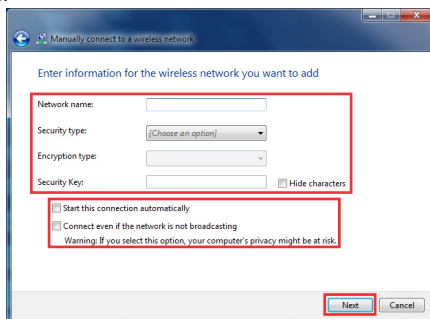 Manually connect to a wireless network
Enter information for the wireless network you want to add
Network name:
Security type:
[Choose an option]
Encryption type:
Security Key:
Hide characters
Start this connection automatically
Connect even if the network is not broadcasting
Warning: If you select this option, your computer's privacy might be at risk.
Next
Cancel